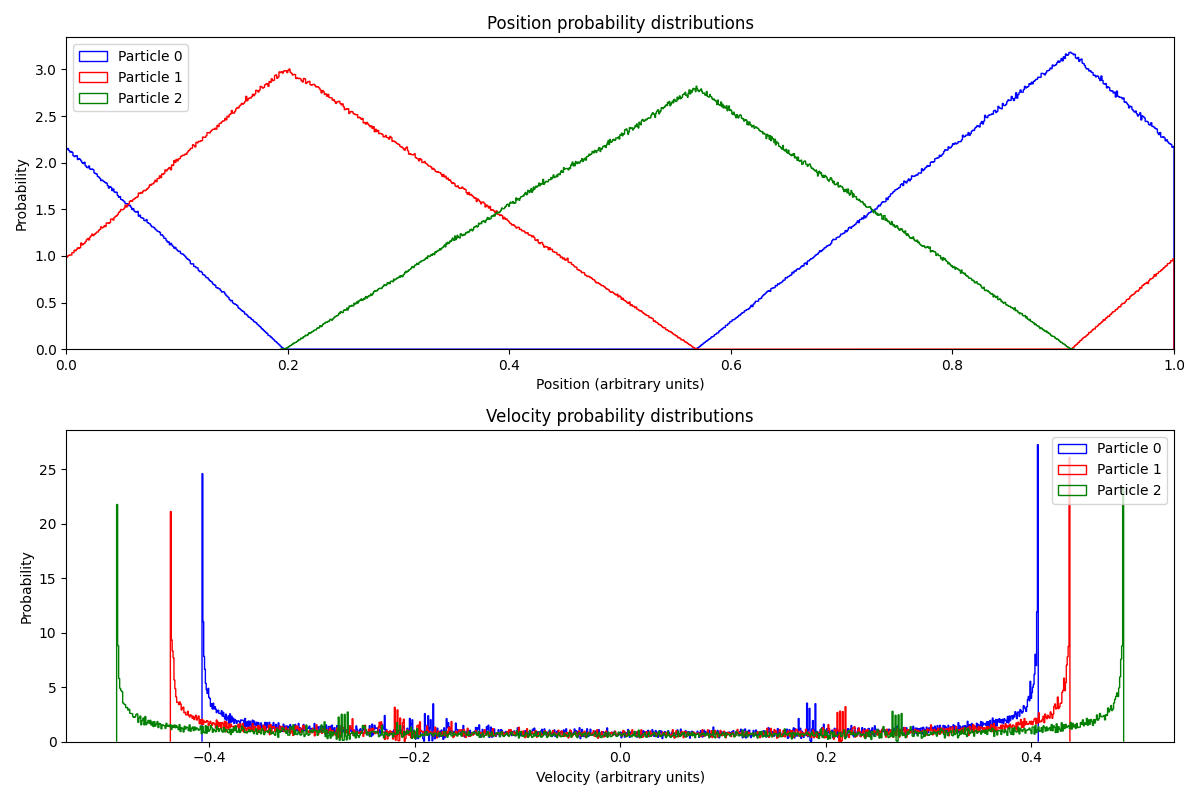 Position probability distributions
Particle 0
Particle 1
Particle 2
Probability
3.0
2.5
2.0
1.5
1.0
0.5
0.0
0.0 0.2 0.4 0.6 0.8 1.0
Position (arbitrary units)
Velocity probability distributions
Particle 0
Particle 1
Particle 2
Probability
25
20
15
10
5
0
−0.4 −0.2 0.0 0.2 0.4
Velocity (arbitrary units)